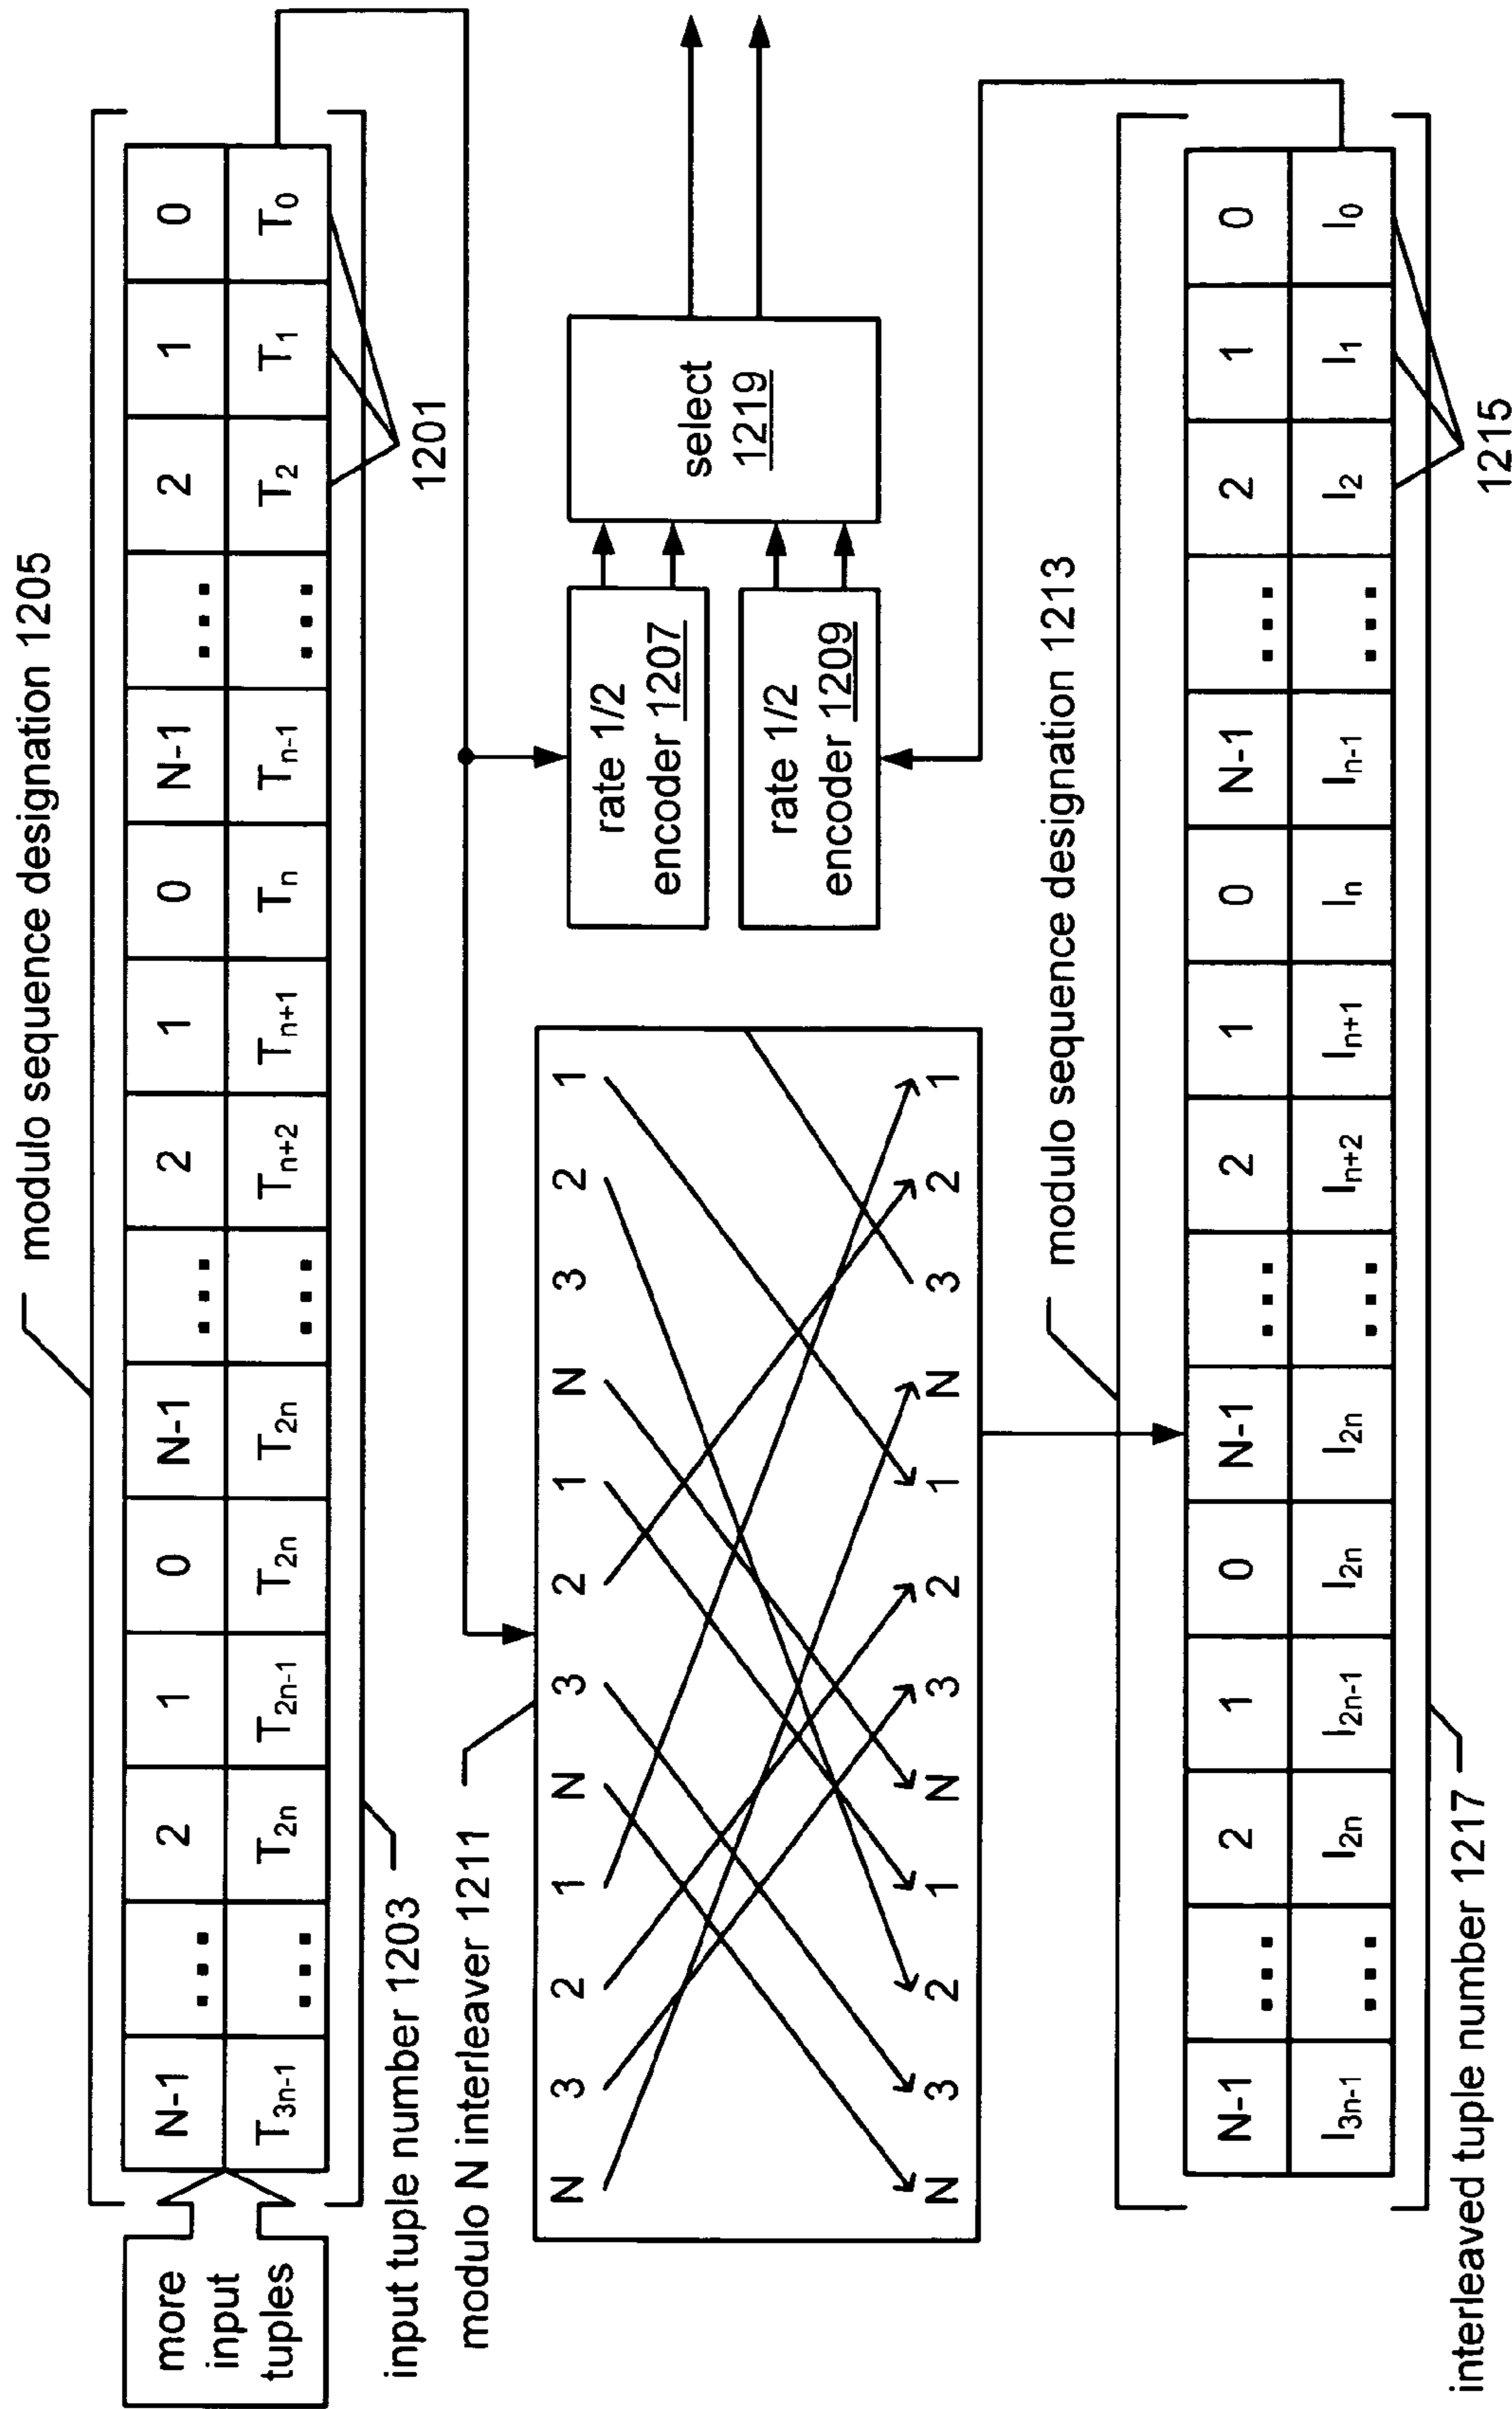 modulo sequence designation 1205
more
input
tuples
N-1 ... 2 1 0 N-1 ... 2 1 0 N-1 ... 2 1 0
T3n-1 ... T2n T2n-1 T2n T2n ... Tn+2 Tn+1 Tn Tn-1 ... T2 T1 T0
input tuple number 1203
1201
modulo N interleaver 1211
N 3 2 1 N 3 2 1 N 3 2 1
N 3 2 1 N 3 2 1 N 3 2 1
rate 1/2
encoder 1207
rate 1/2
encoder 1209
select
1219
modulo sequence designation 1213
N-1 ... 2 1 0 N-1 ... 2 1 0 N-1 ... 2 1 0
I3n-1 ... I2n I2n-1 I2n I2n ... In+2 In+1 In In-1 ... I2 I1 I0
interleaved tuple number 1217
1215